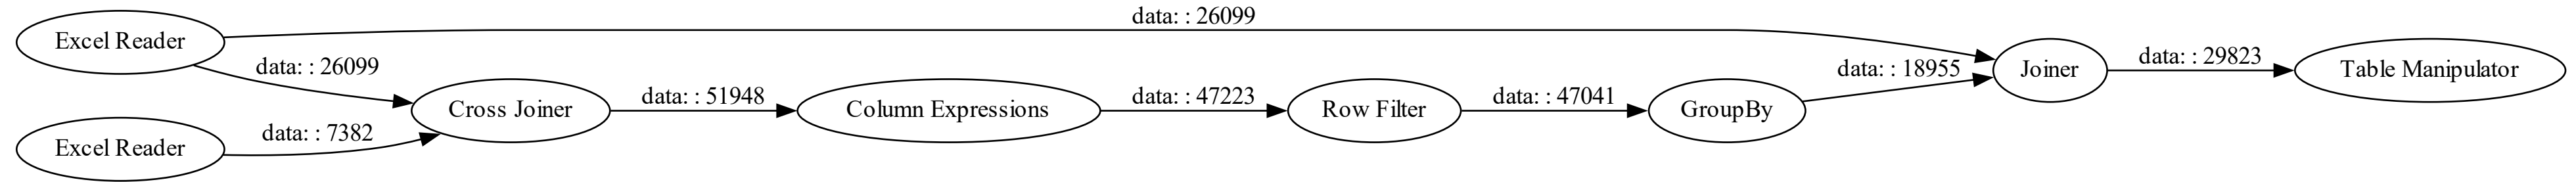 data: : 26099
Excel Reader
data: : 26099
data: : 7382
Excel Reader
Cross Joiner
data: : 51948
Column Expressions
data: : 47223
Row Filter
data: : 47041
GroupBy
data: : 18955
Joiner
data: : 29823
Table Manipulator